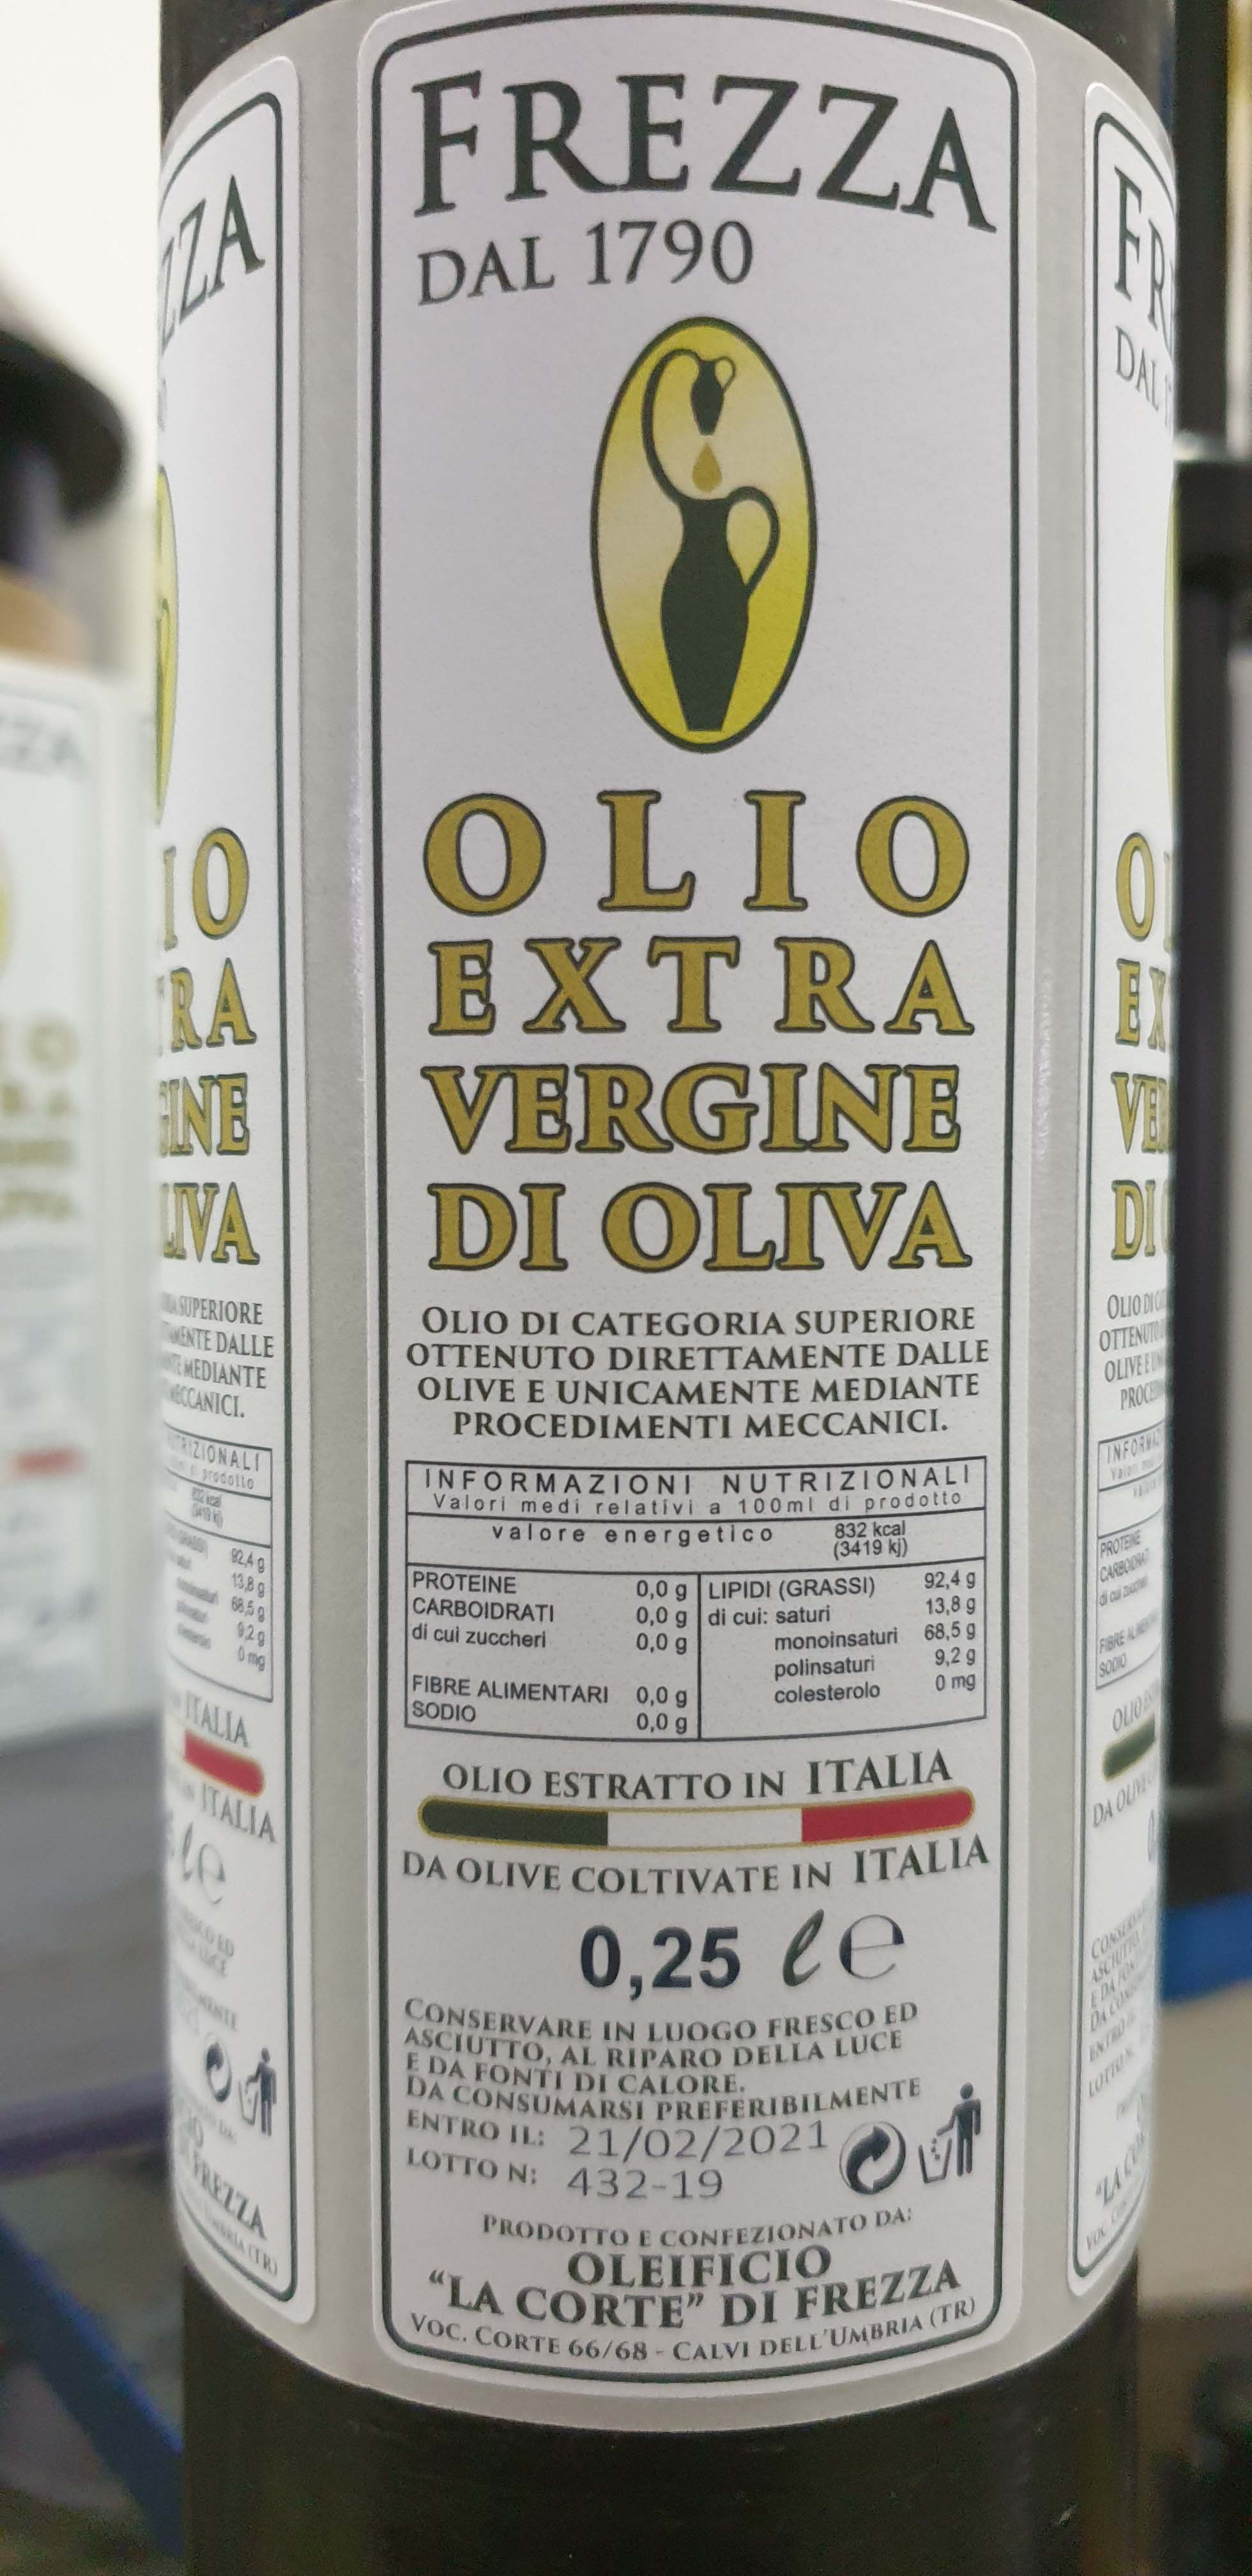 FREZZA
DAL 1790
OLIO
EXTRA
VERGINE
DI OLIVA
OLIO DI CATEGORIA SUPERIORE
OTTENUTO DIRETTAMENTE DALLE
OLIVE E UNICAMENTE MEDIANTE
PROCEDIMENTI MECCANICI.
INFORMAZIONI NUTRIZIONALI
Valori medi relativi a 100ml di prodotto
valore energetico 832 kcal
(3419 kj)
PROTEINE 0,0 g
CARBOIDRATI 0,0 g
di cui zuccheri 0,0 g
FIBRE ALIMENTARI 0,0 g
SODIO 0,0 g
LIPIDI (GRASSI) 92,4 g
di cui: saturi 13,8 g
monoinsaturi 68,5 g
polinsaturi 9,2 g
colesterolo 0 mg
OLIO ESTRATTO IN ITALIA
DA OLIVE COLTIVATE IN ITALIA
0,25 ℓ e
CONSERVARE IN LUOGO FRESCO ED
ASCIUTTO, AL RIPARO DELLA LUCE
E DA FONTI DI CALORE.
DA CONSUMARSI PREFERIBILMENTE
ENTRO IL: 21/02/2021
LOTTO N: 432-19
PRODOTTO E CONFEZIONATO DA:
OLEIFICIO
"LA CORTE" DI FREZZA
VOC. CORTE 66/68 - CALVI DELL'UMBRIA (TR)